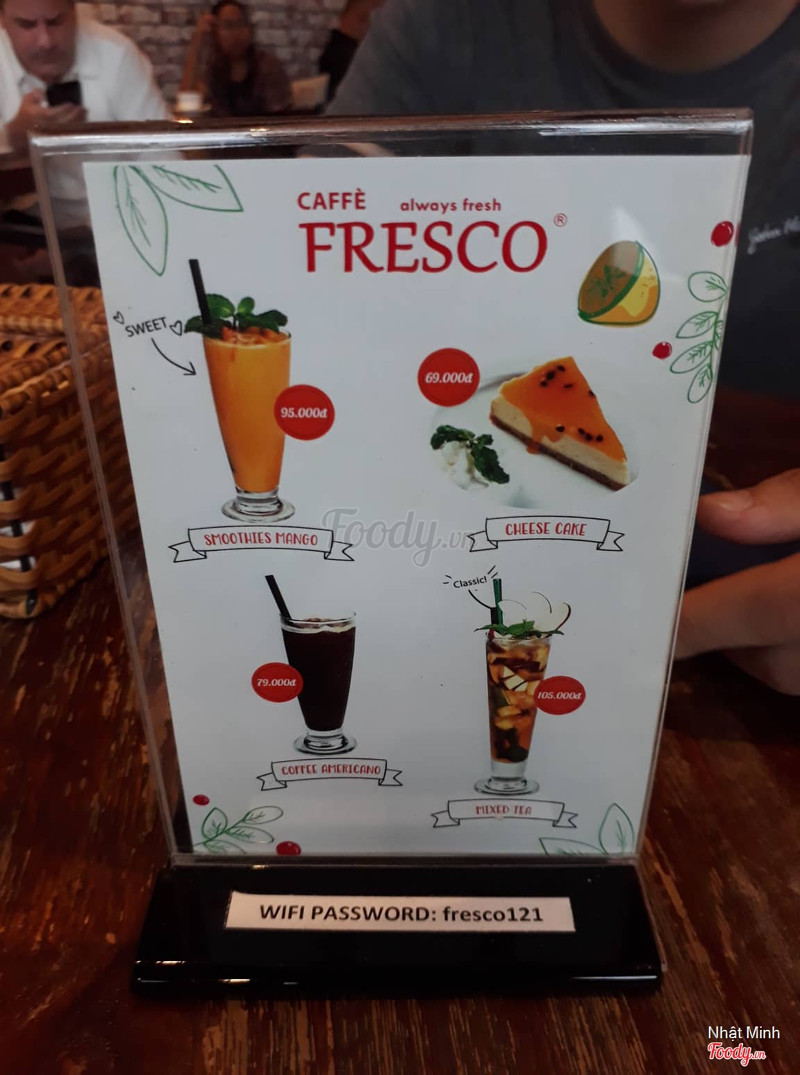 CAFFÈ always fresh
FRESCO®
SWEET
95.000đ
69.000đ
SMOOTHIES MANGO
CHEESE CAKE
Foody.vn
Classic!
79.000đ
105.000đ
COFFEE AMERICANO
MIXED TEA
WIFI PASSWORD: fresco121
Nhật Minh
Foody.vn